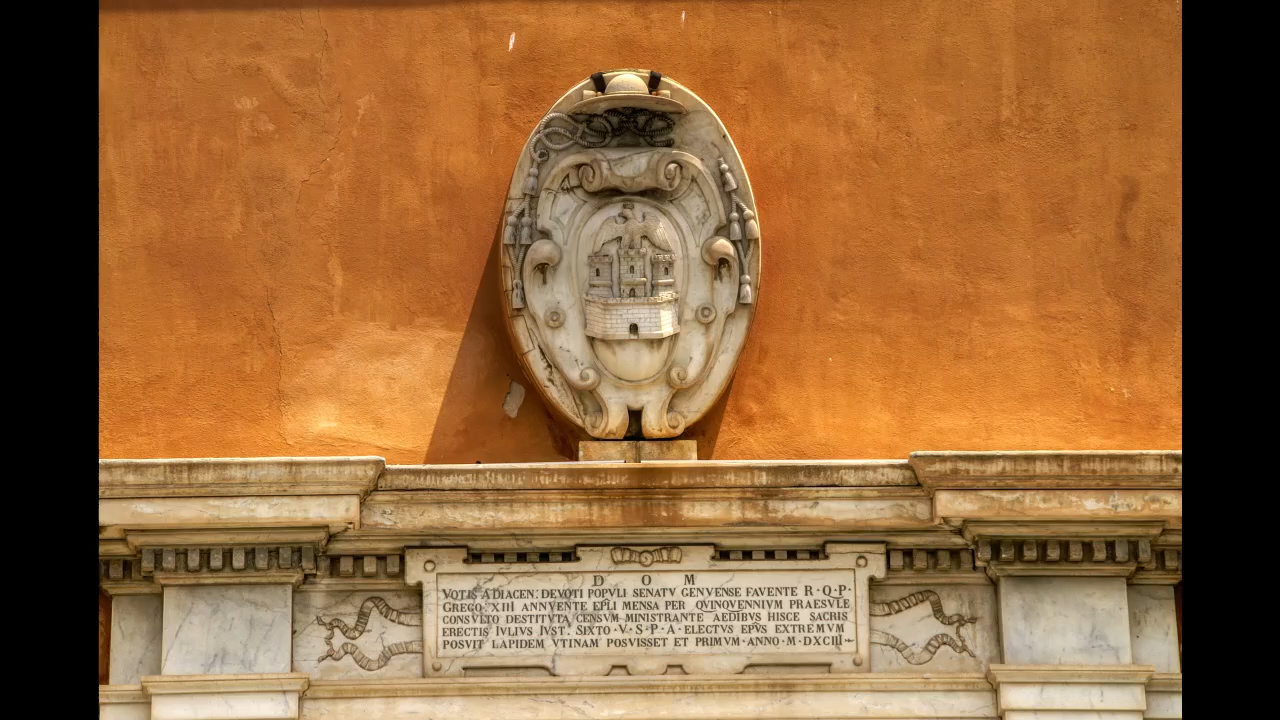 D O M
VOTIS ADIACEN. DEVOTI POPVLI SENATV GENVENSE FAVENTE R·Q·P·
GREGO. XIII ANNVENTE EPLI MENSA PER QVINQVENNIVM PRAESVLE
CONSVLTO DESTITVTA CENSVM MINISTRANTE AEDIBVS HISCE SACRIS
ERECTIS IVLIVS IVST. SIXTO·V·S·P·A·ELECTVS EPVS EXTREMVM
POSVIT LAPIDEM VTINAM POSVISSET ET PRIMVM·ANNO·M·DXCIII